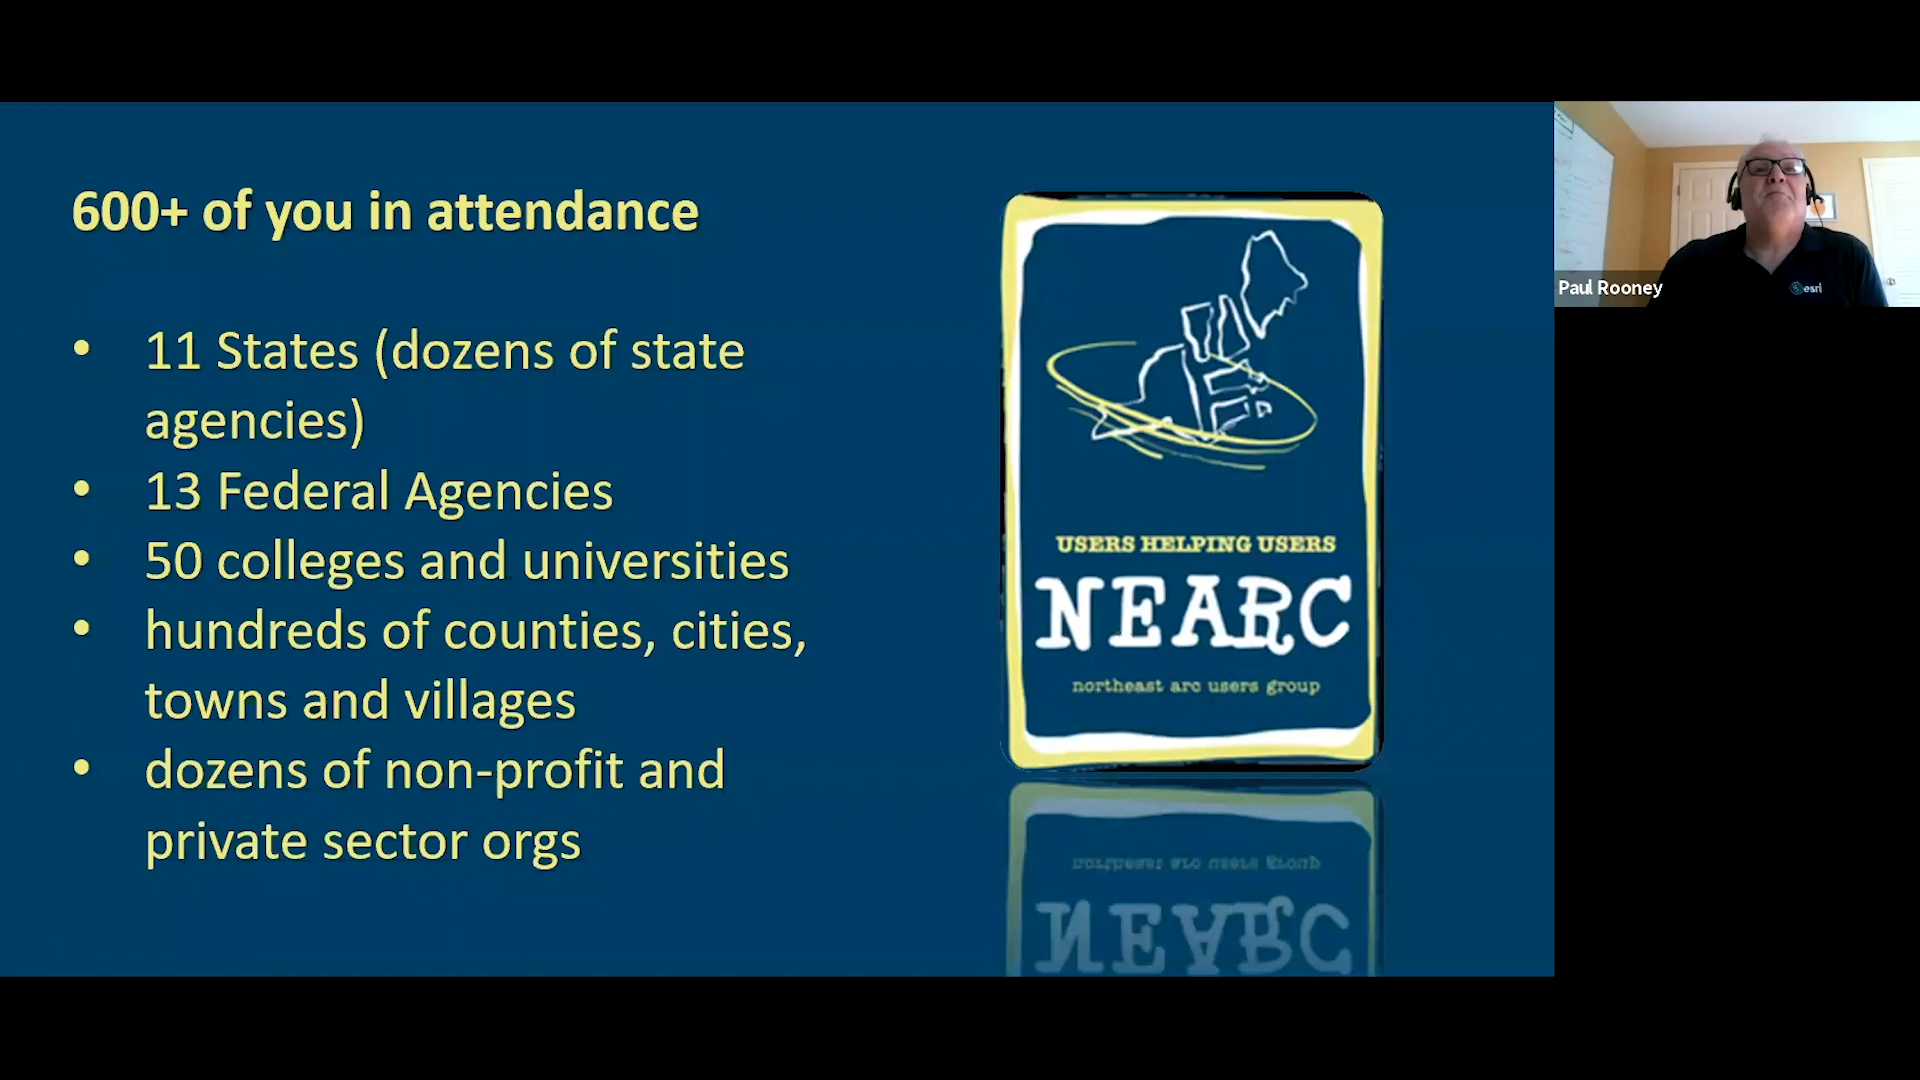 600+ of you in attendance
• 11 States (dozens of state
agencies)
• 13 Federal Agencies
• 50 colleges and universities
• hundreds of counties, cities,
towns and villages
• dozens of non-profit and
private sector orgs
USERS HELPING USERS
NEARC
northeast arc users group
Paul Rooney
esri